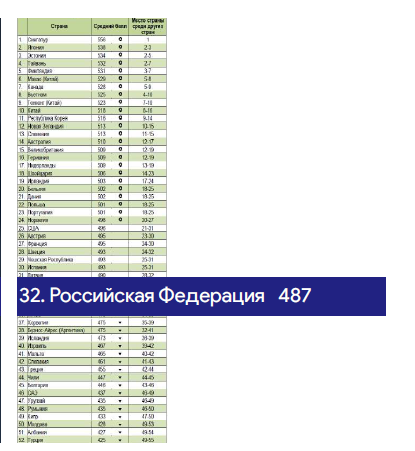 Страна Средний балл Место страны среди других стран
1. Сингапур 556 1
2. Япония 538 2-3
3. Эстония 534 2-5
4. Тайвань 532 2-7
5. Финляндия 531 3-7
6. Макао (Китай) 529 5-8
7. Канада 528 5-9
8. Вьетнам 525 4-10
9. Гонконг (Китай) 523 7-10
10. Китай 518 8-16
11. Республика Корея 516 9-14
12. Новая Зеландия 513 10-15
13. Словения 513 11-15
14. Австралия 510 12-17
15. Великобритания 509 12-19
16. Германия 509 12-19
17. Нидерланды 509 13-19
18. Швейцария 506 14-23
19. Ирландия 503 17-24
20. Бельгия 502 18-25
21. Дания 502 18-25
22. Польша 501 18-25
23. Португалия 501 18-25
24. Норвегия 498 20-27
25. США 496 21-31
26. Австрия 495 23-30
27. Франция 495 24-30
28. Швеция 493 24-32
29. Чешская Республика 493 25-31
30. Испания 493 25-31
32. Российская Федерация 487
37. Хорватия 475 35-39
38. Буэнос-Айрес (Аргентина) 475 32-41
39. Исландия 473 36-39
40. Израиль 467 39-42
41. Мальта 465 40-42
42. Словакия 461 41-43
43. Греция 455 42-44
44. Чили 447 44-45
45. Болгария 446 43-46
46. ОАЭ 437 46-49
47. Уругвай 435 46-49
48. Румыния 435 46-50
49. Кипр 433 47-50
50. Молдова 428 49-53
51. Албания 427 49-54
52. Турция 425 49-55